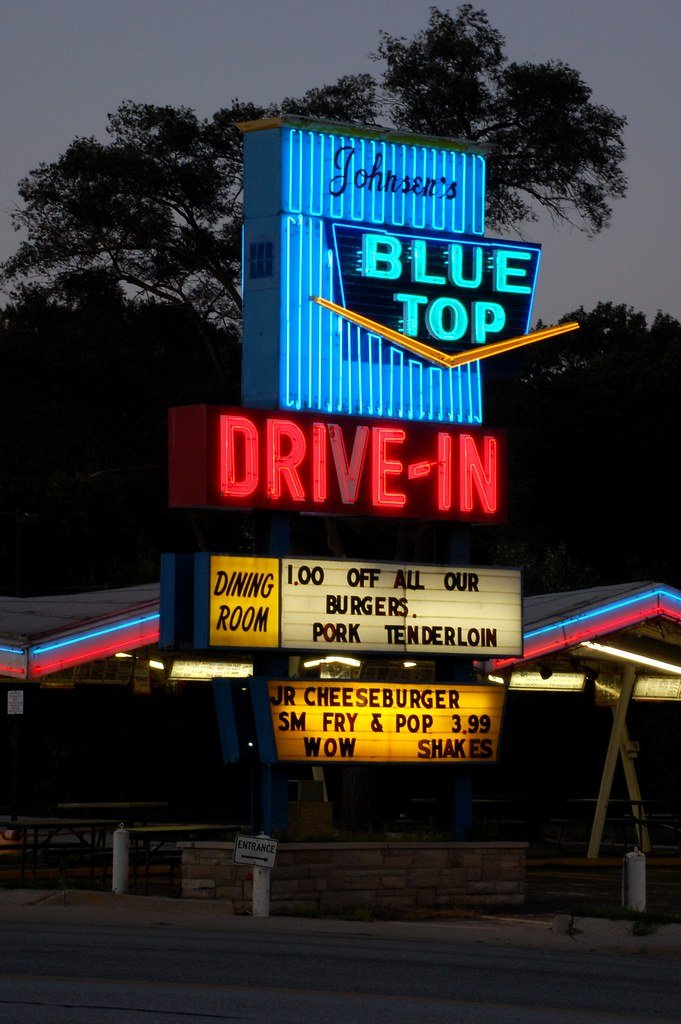 Johnsen's
BLUE
TOP
DRIVE-IN
DINING
ROOM
1.00 OFF ALL OUR
BURGERS.
PORK TENDERLOIN
JR CHEESEBURGER
SM FRY & POP 3.99
WOW SHAKES
ENTRANCE